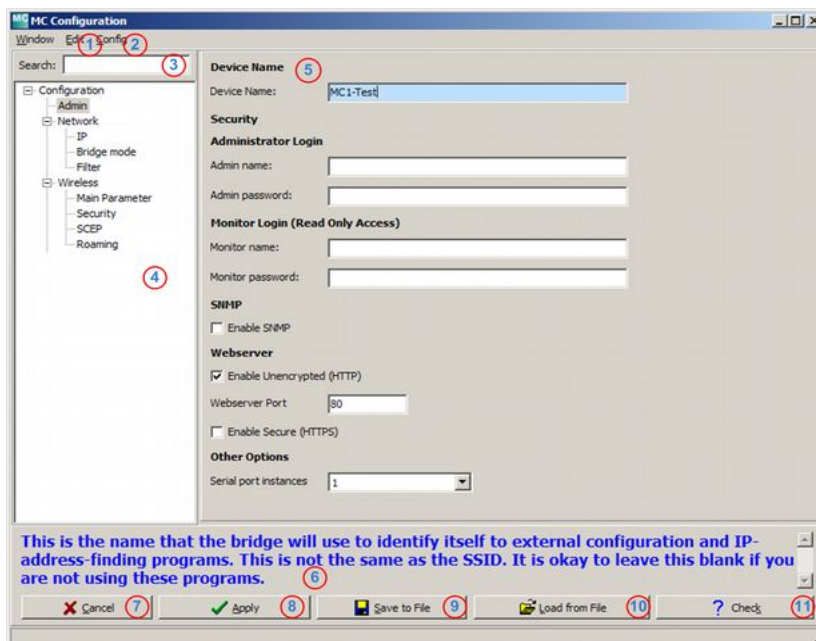 MC MC Configuration
Window Edit 1 Config 2
Search: 3
Configuration
Admin
Network
IP
Bridge mode
Filter
Wireless
Main Parameter
Security
SCEP
Roaming
4
Device Name 5
Device Name: MC1-Test
Security
Administrator Login
Admin name:
Admin password:
Monitor Login (Read Only Access)
Monitor name:
Monitor password:
SNMP
Enable SNMP
Webserver
Enable Unencrypted (HTTP)
Webserver Port 80
Enable Secure (HTTPS)
Other Options
Serial port instances 1
This is the name that the bridge will use to identify itself to external configuration and IP-
address-finding programs. This is not the same as the SSID. It is okay to leave this blank if you
are not using these programs. 6
Cancel 7 Apply 8 Save to File 9 Load from File 10 ? Check 11